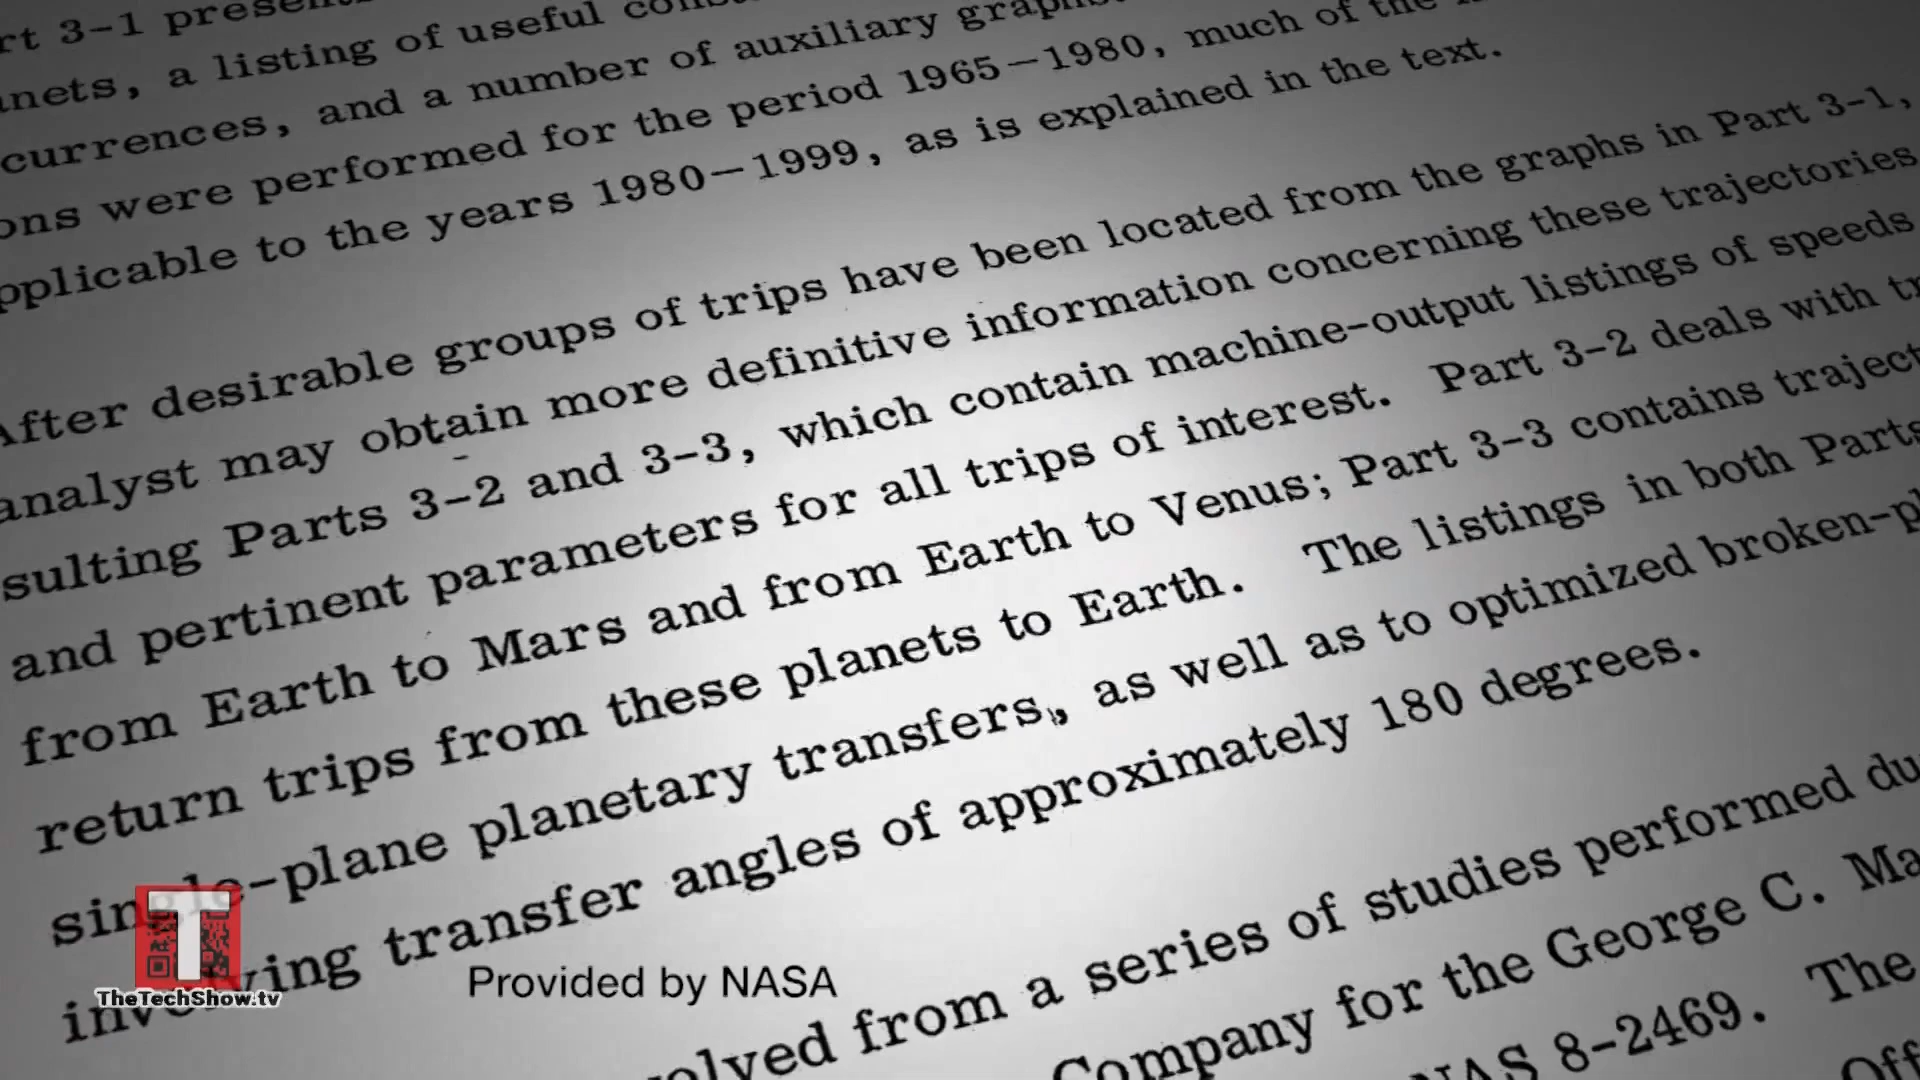 3-1
nets, a listing of useful
currences, and a number of auxiliary
ons were performed for the period 1965-1980, much of the
pplicable to the years 1980-1999, as is explained in the text.
After desirable groups of trips have been located from the graphs in Part 3-1,
analyst may obtain more definitive information concerning these trajectories
sulting Parts 3-2 and 3-3, which contain machine-output listings of speeds
and pertinent parameters for all trips of interest. Part 3-2 deals with
from Earth to Mars and from Earth to Venus; Part 3-3 contains traject
return trips from these planets to Earth. The listings in both Parts
single-plane planetary transfers, as well as to optimized broken-pl
involving transfer angles of approximately 180 degrees.
olved from a series of studies performed du
Company for the George C. Ma
NAS 8-2469. The
Off
T
TheTechShow.tv
Provided by NASA